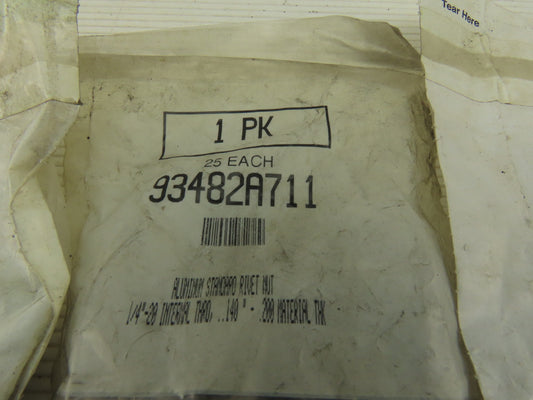 Tear Here
1 PK
25 EACH
93482A711
ALUMINUM STANDARD RIVET NUT
1/4"-20 INTERNAL THRD, ..140 " - .200 MATERIAL THK